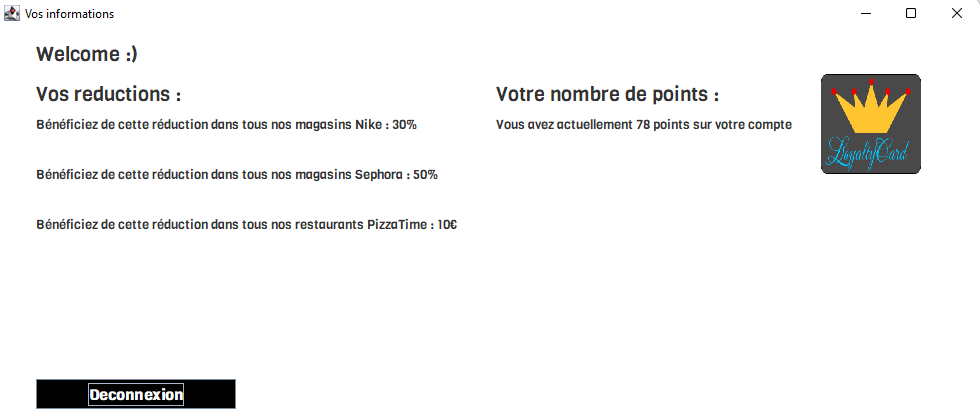 Vos informations
Welcome :)
Vos reductions :
Bénéficiez de cette réduction dans tous nos magasins Nike : 30%
Bénéficiez de cette réduction dans tous nos magasins Sephora : 50%
Bénéficiez de cette réduction dans tous nos restaurants PizzaTime : 10€
Votre nombre de points :
Vous avez actuellement 78 points sur votre compte
LoyaltyCard
Deconnexion